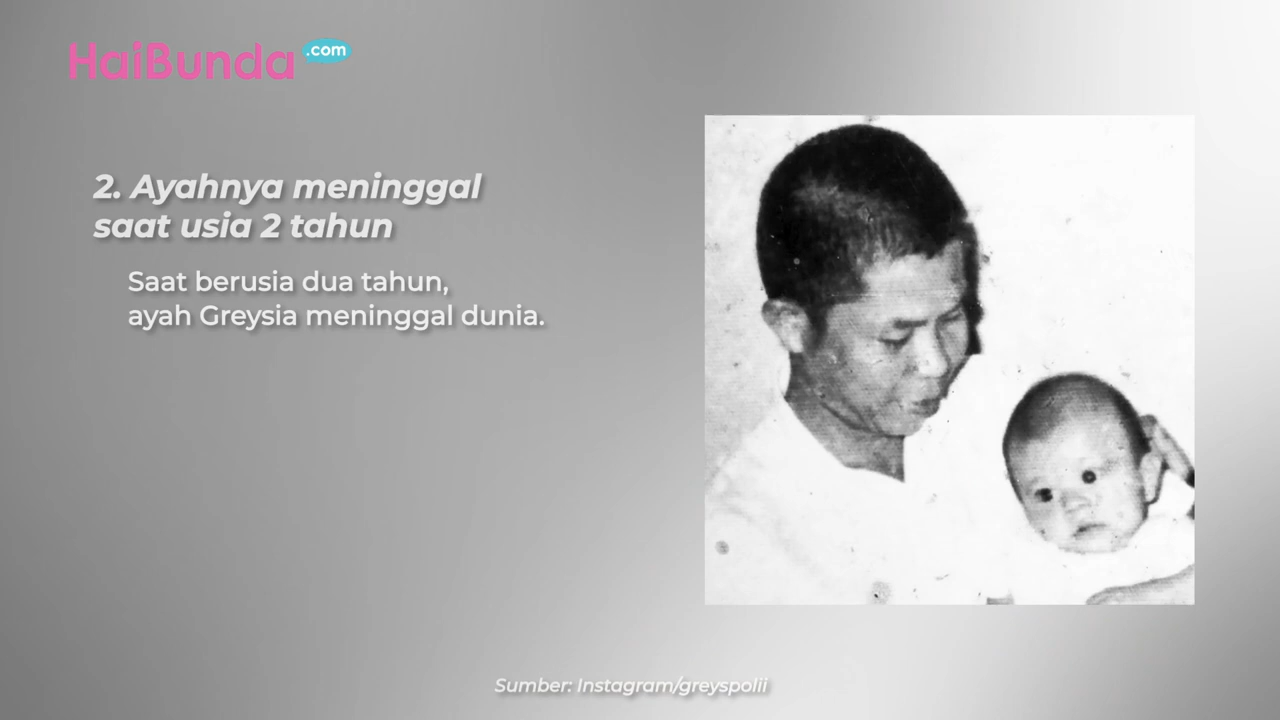 HaiBunda.com
2. Ayahnya meninggal
saat usia 2 tahun
Saat berusia dua tahun,
ayah Greysia meninggal dunia.
Sumber: Instagram/greyspolii